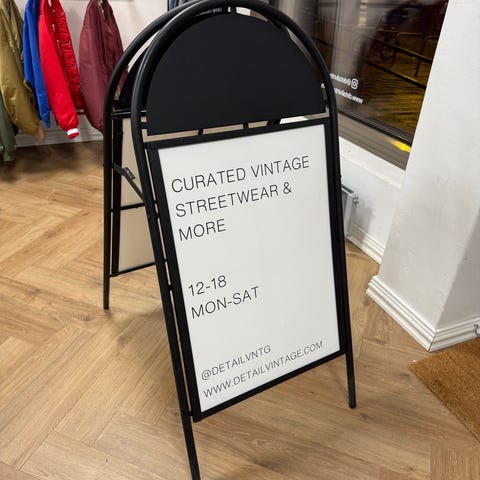 CURATED VINTAGE
STREETWEAR &
MORE
12-18
MON-SAT
@DETAILVNTG
WWW.DETAILVINTAGE.COM